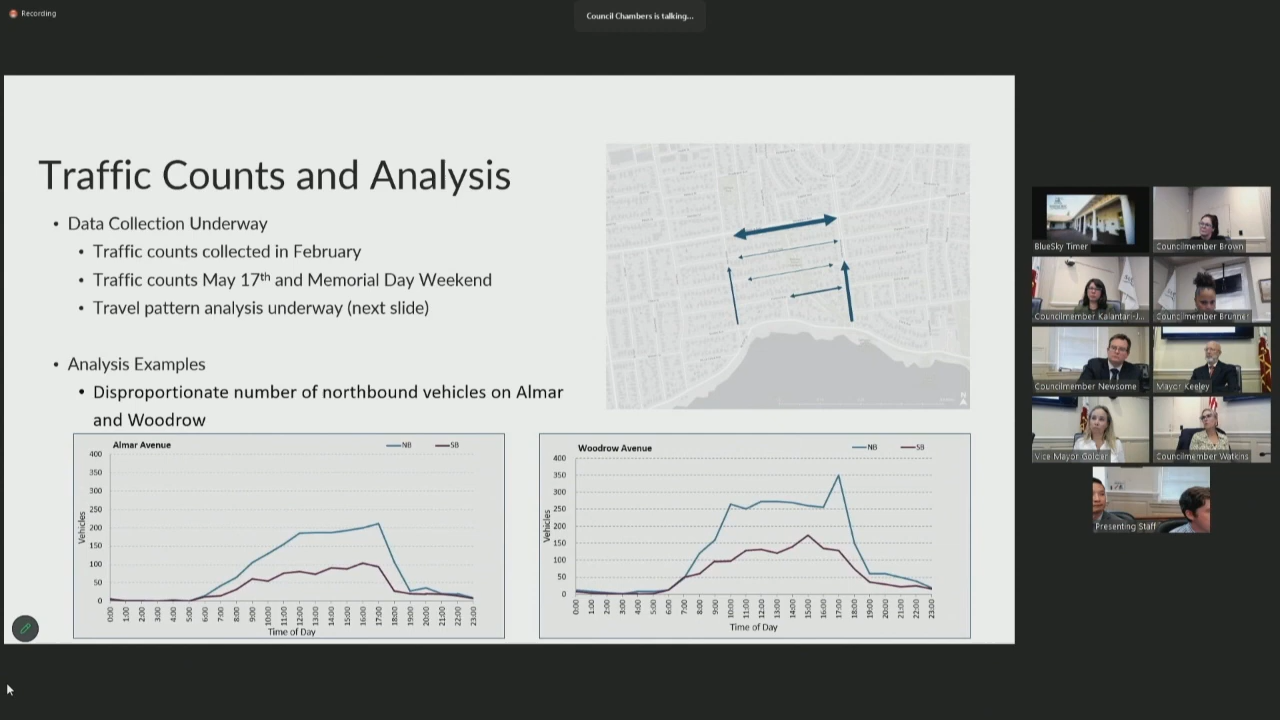 Recording
Council Chambers is talking...
Traffic Counts and Analysis
• Data Collection Underway
• Traffic counts collected in February
• Traffic counts May 17th and Memorial Day Weekend
• Travel pattern analysis underway (next slide)
• Analysis Examples
• Disproportionate number of northbound vehicles on Almar
and Woodrow
Almar Avenue
NB
SB
400
350
300
250
200
150
100
50
0
Vehicles
0:00 1:00 2:00 3:00 4:00 5:00 6:00 7:00 8:00 9:00 10:00 11:00 12:00 13:00 14:00 15:00 16:00 17:00 18:00 19:00 20:00 21:00 22:00 23:00
Time of Day
Woodrow Avenue
NB
SB
400
350
300
250
200
150
100
50
0
Vehicles
0:00 1:00 2:00 3:00 4:00 5:00 6:00 7:00 8:00 9:00 10:00 11:00 12:00 13:00 14:00 15:00 16:00 17:00 18:00 19:00 20:00 21:00 22:00 23:00
Time of Day
N
BlueSky Timer
Councilmember Brown
Councilmember Kalantari-J...
Councilmember Brunner
Councilmember Newsome
Mayor Keeley
Vice Mayor Golder
Councilmember Watkins
Presenting Staff